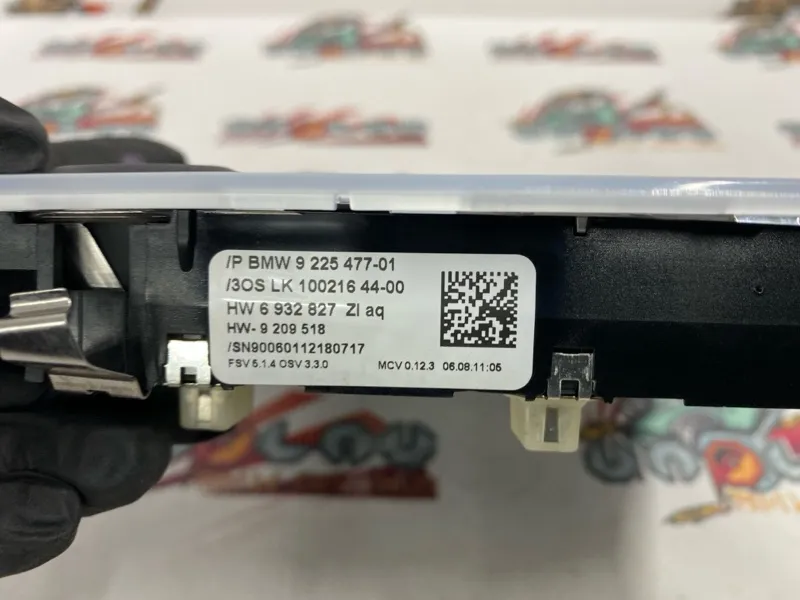 /P BMW 9 225 477-01
/3OS LK 100216 44-00
HW 6 932 827 ZI aq
HW- 9 209 518
/SN90060112180717
FSV 5.1.4 OSV 3.3.0 MCV 0.12.3 06.08.11:05